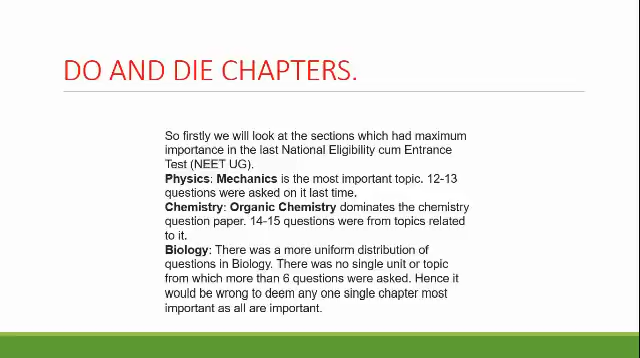 DO AND DIE CHAPTERS.
So firstly we will look at the sections which had maximum
importance in the last National Eligibility cum Entrance
Test (NEET UG).
Physics: Mechanics is the most important topic. 12-13
questions were asked on it last time.
Chemistry: Organic Chemistry dominates the chemistry
question paper. 14-15 questions were from topics related
to it.
Biology: There was a more uniform distribution of
questions in Biology. There was no single unit or topic
from which more than 6 questions were asked. Hence it
would be wrong to deem any one single chapter most
important as all are important.